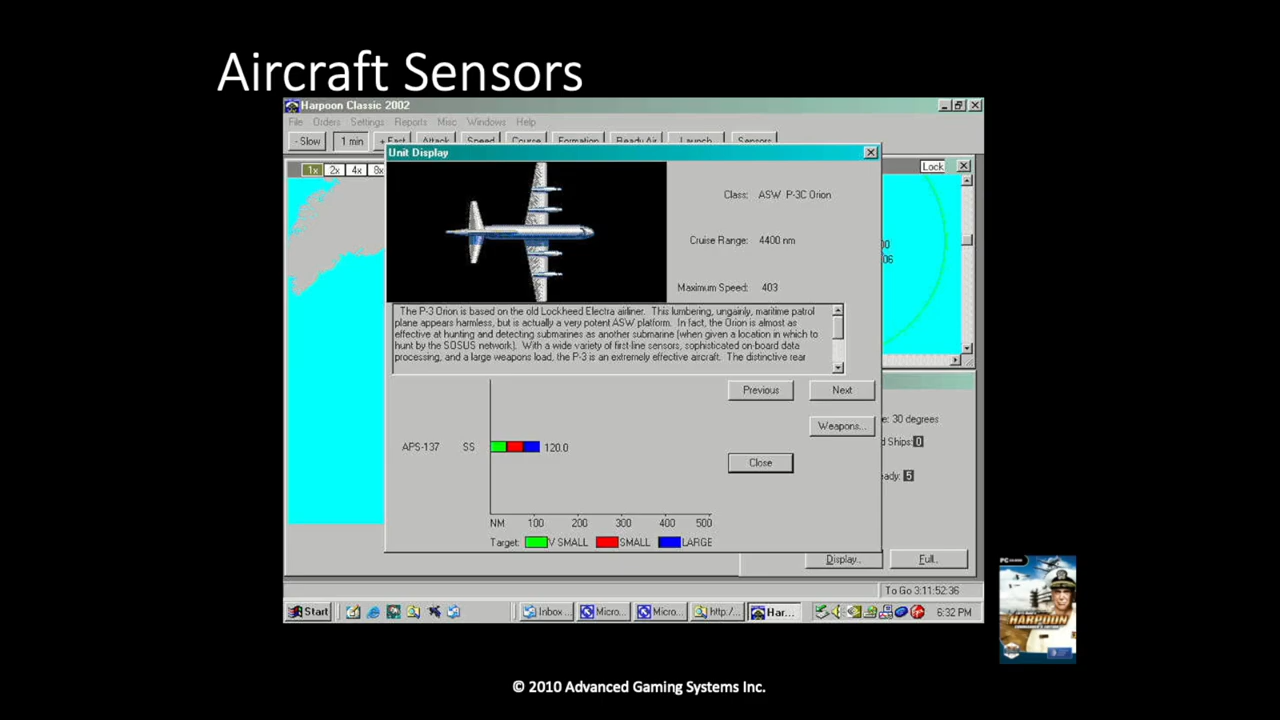 Aircraft Sensors
Harpoon Classic 2002
File Orders Settings Reports Misc Windows Help
- Slow 1 min + Fast Attack Speed Course Formation Ready Air Launch Sensors
Unit Display
1x 2x 4x 8x
Lock
Class: ASW P-3C Orion
Cruise Range: 4400 nm
Maximum Speed: 403
00
06
The P-3 Orion is based on the old Lockheed Electra airliner. This lumbering, ungainly, maritime patrol
plane appears harmless, but is actually a very potent ASW platform. In fact, the Orion is almost as
effective at hunting and detecting submarines as another submarine (when given a location in which to
hunt by the SOSUS network). With a wide variety of first-line sensors, sophisticated on-board data
processing, and a large weapons load, the P-3 is an extremely effective aircraft. The distinctive rear
Previous Next
Weapons...
e: 30 degrees
d Ships: 0
APS-137 SS 120.0
Close
eady: 5
NM 100 200 300 400 500
Target: V SMALL SMALL LARGE
Display.. Full..
To Go 3:11:52:36
Start Inbox ... Micro... Micro... http:/... Har... 6:32 PM
HARPOON
© 2010 Advanced Gaming Systems Inc.